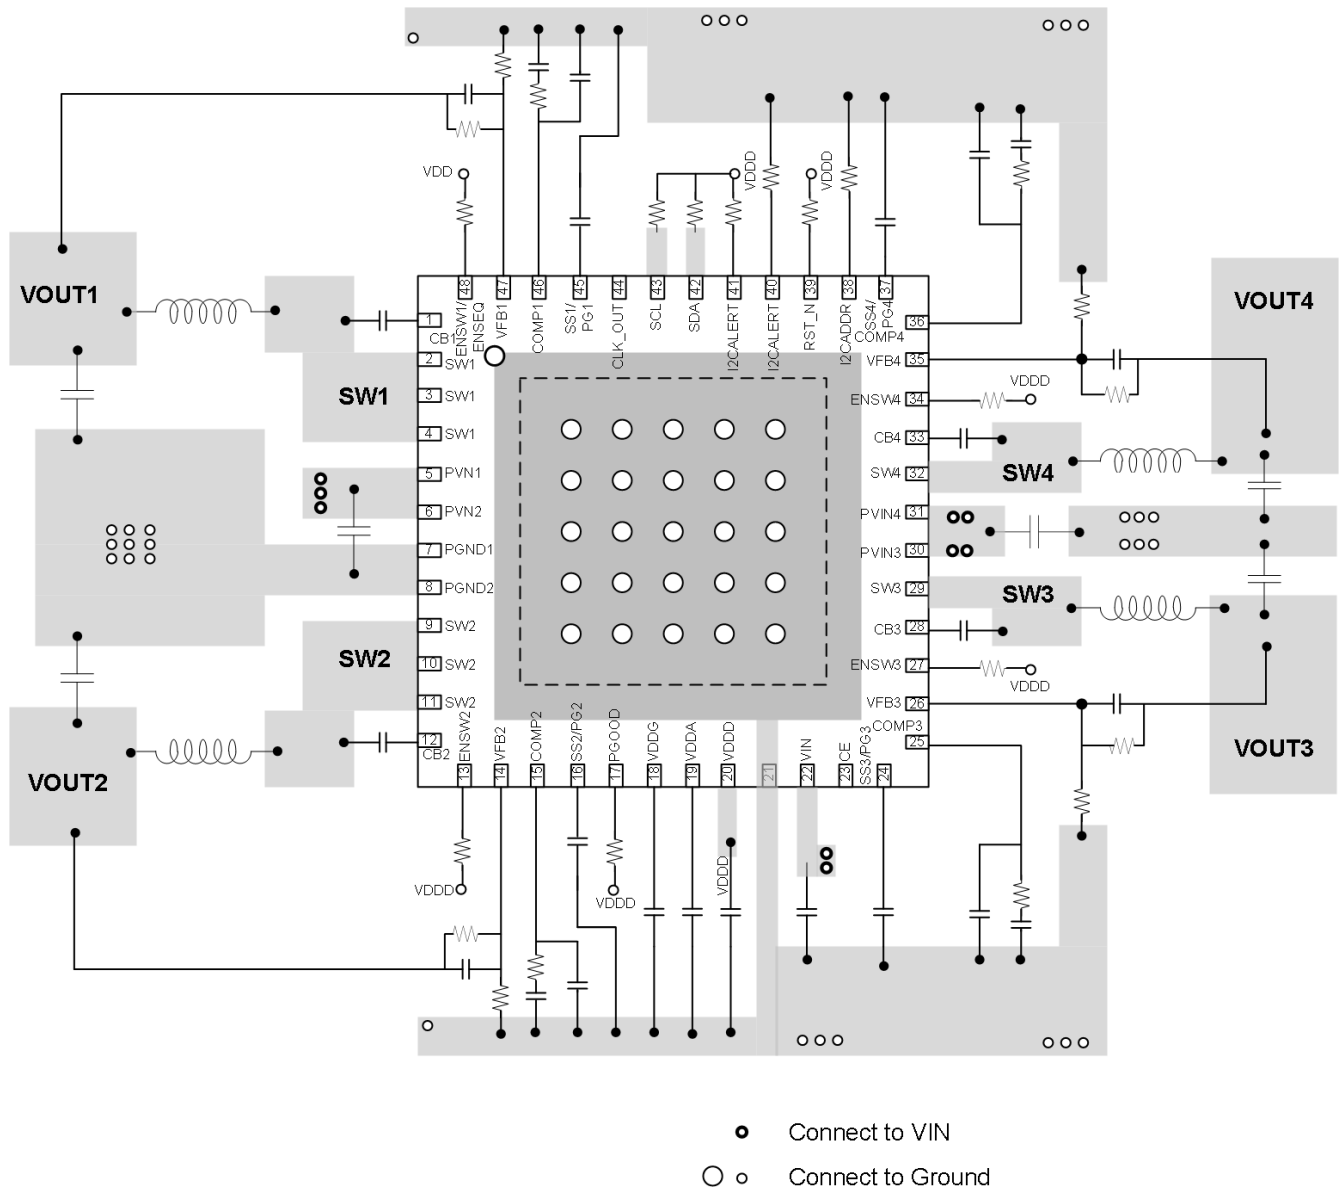 VDD
VDDD
VDDD
48
47
46
45
44
43
42
41
40
39
38
37
ENSW1/
ENSEQ
VFB1
COMP1
SS1/
PG1
CLK_OUT
SCL
SDA
I2CALERT
I2CALERT
RST_N
I2CADDR
SS4/
PG4
VOUT1
VOUT4
1
CB1
2
SW1
3
SW1
4
SW1
5
PVN1
6
PVN2
7
PGND1
8
PGND2
9
SW2
10
SW2
11
SW2
12
CB2
SW1
SW2
VOUT2
COMP4
36
VFB4
35
ENSW4
34
VDDD
CB4
33
SW4
32
SW4
PVIN4
31
PVIN3
30
SW3
29
SW3
CB3
28
ENSW3
27
VDDD
VFB3
26
COMP3
25
VOUT3
ENSW2
VFB2
COMP2
SS2/PG2
PGOOD
VDDG
VDDA
VDDD
VIN
CE
SS3/PG3
13
14
15
16
17
18
19
20
21
22
23
24
VDDD
VDDD
VDDD
Connect to VIN
Connect to Ground